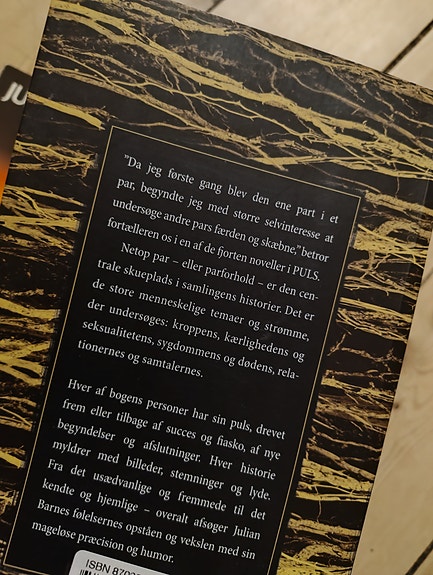 JU
"Da jeg første gang blev den ene part i et
par, begyndte jeg med større selvinteresse at
undersøge andre pars færden og skæbne" betror
fortælleren os i en af de fjorten noveller i PULS.
Netop par – eller parforhold – er den cen-
trale skueplads i samlingens historier. Det er
de store menneskelige temaer og strømme,
der undersøges: kroppens, kærlighedens og
seksualitetens, sygdommens og dødens, rela-
tionernes og samtalernes.
Hver af bogens personer har sin puls, drevet
frem eller tilbage af succes og fiasko, af nye
begyndelser og afslutninger. Hver historie
myldrer med billeder, stemninger og lyde.
Fra det usædvanlige og fremmede til det
kendte og hjemlige – overalt afsøger Julian
Barnes følelsernes opståen og vekslen med sin
mageløse præcision og humor.
ISBN